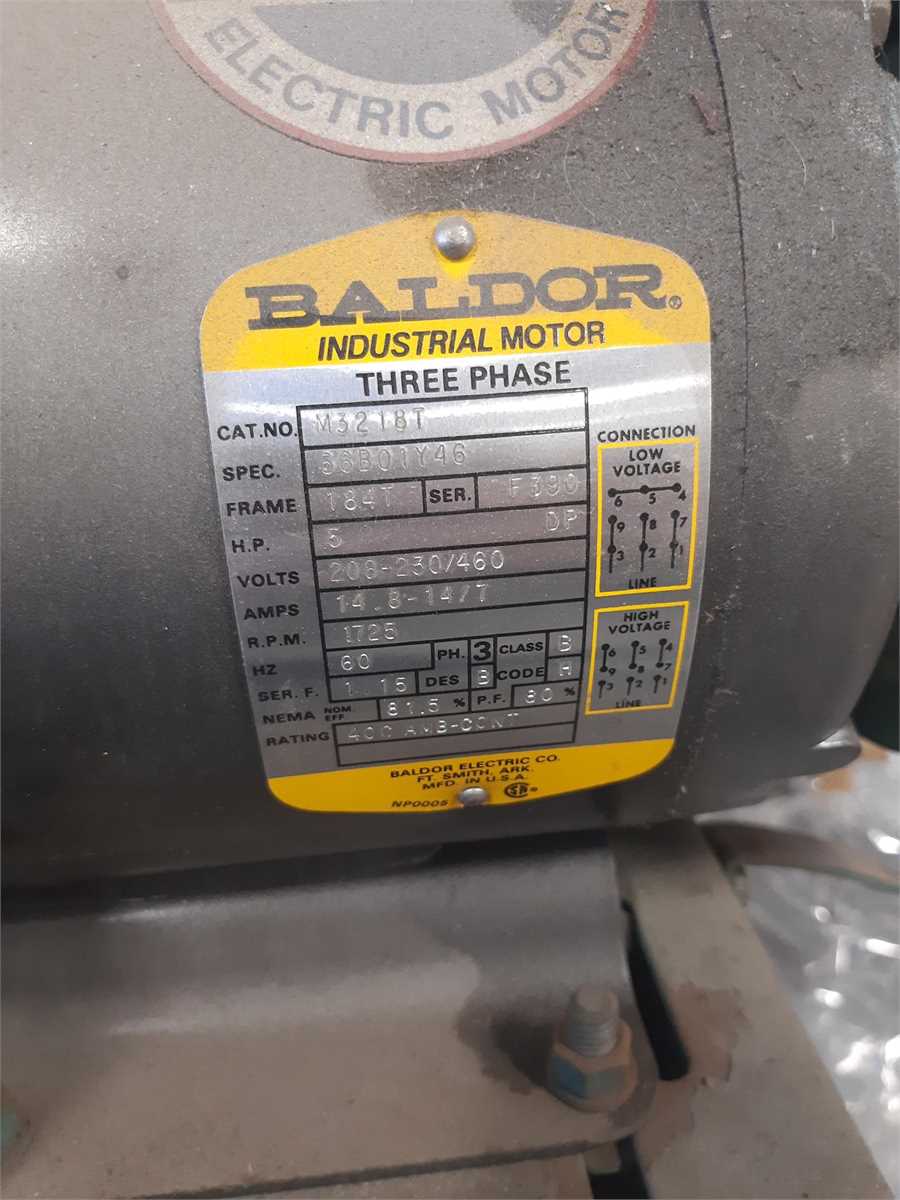 ELECTRIC MOTOR
BALDOR®
INDUSTRIAL MOTOR
THREE PHASE
CAT.NO. M3218T
SPEC. 36B01Y46
FRAME 184T SER. F390
H.P. 5 DP
VOLTS 208-230/460
AMPS 14.8-14/7
R.P.M. 1725
HZ 60 PH. 3 CLASS B
SER. F. 1.15 DES B CODE H
NEMA NOM. EFF. 81.5 % P.F. 80 %
RATING 40C AMB-CONT
CONNECTION
LOW
VOLTAGE
6 5 4
9 8 7
3 2 1
LINE
HIGH
VOLTAGE
6 5 4
9 8 7
3 2 1
LINE
BALDOR ELECTRIC CO.
FT. SMITH, ARK.
MFD. IN U.S.A.
NP0005 SA®